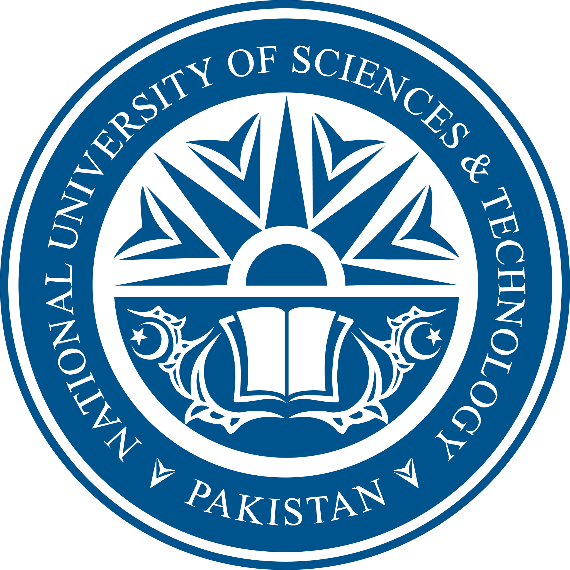 NATIONAL UNIVERSITY OF SCIENCES & TECHNOLOGY
PAKISTAN